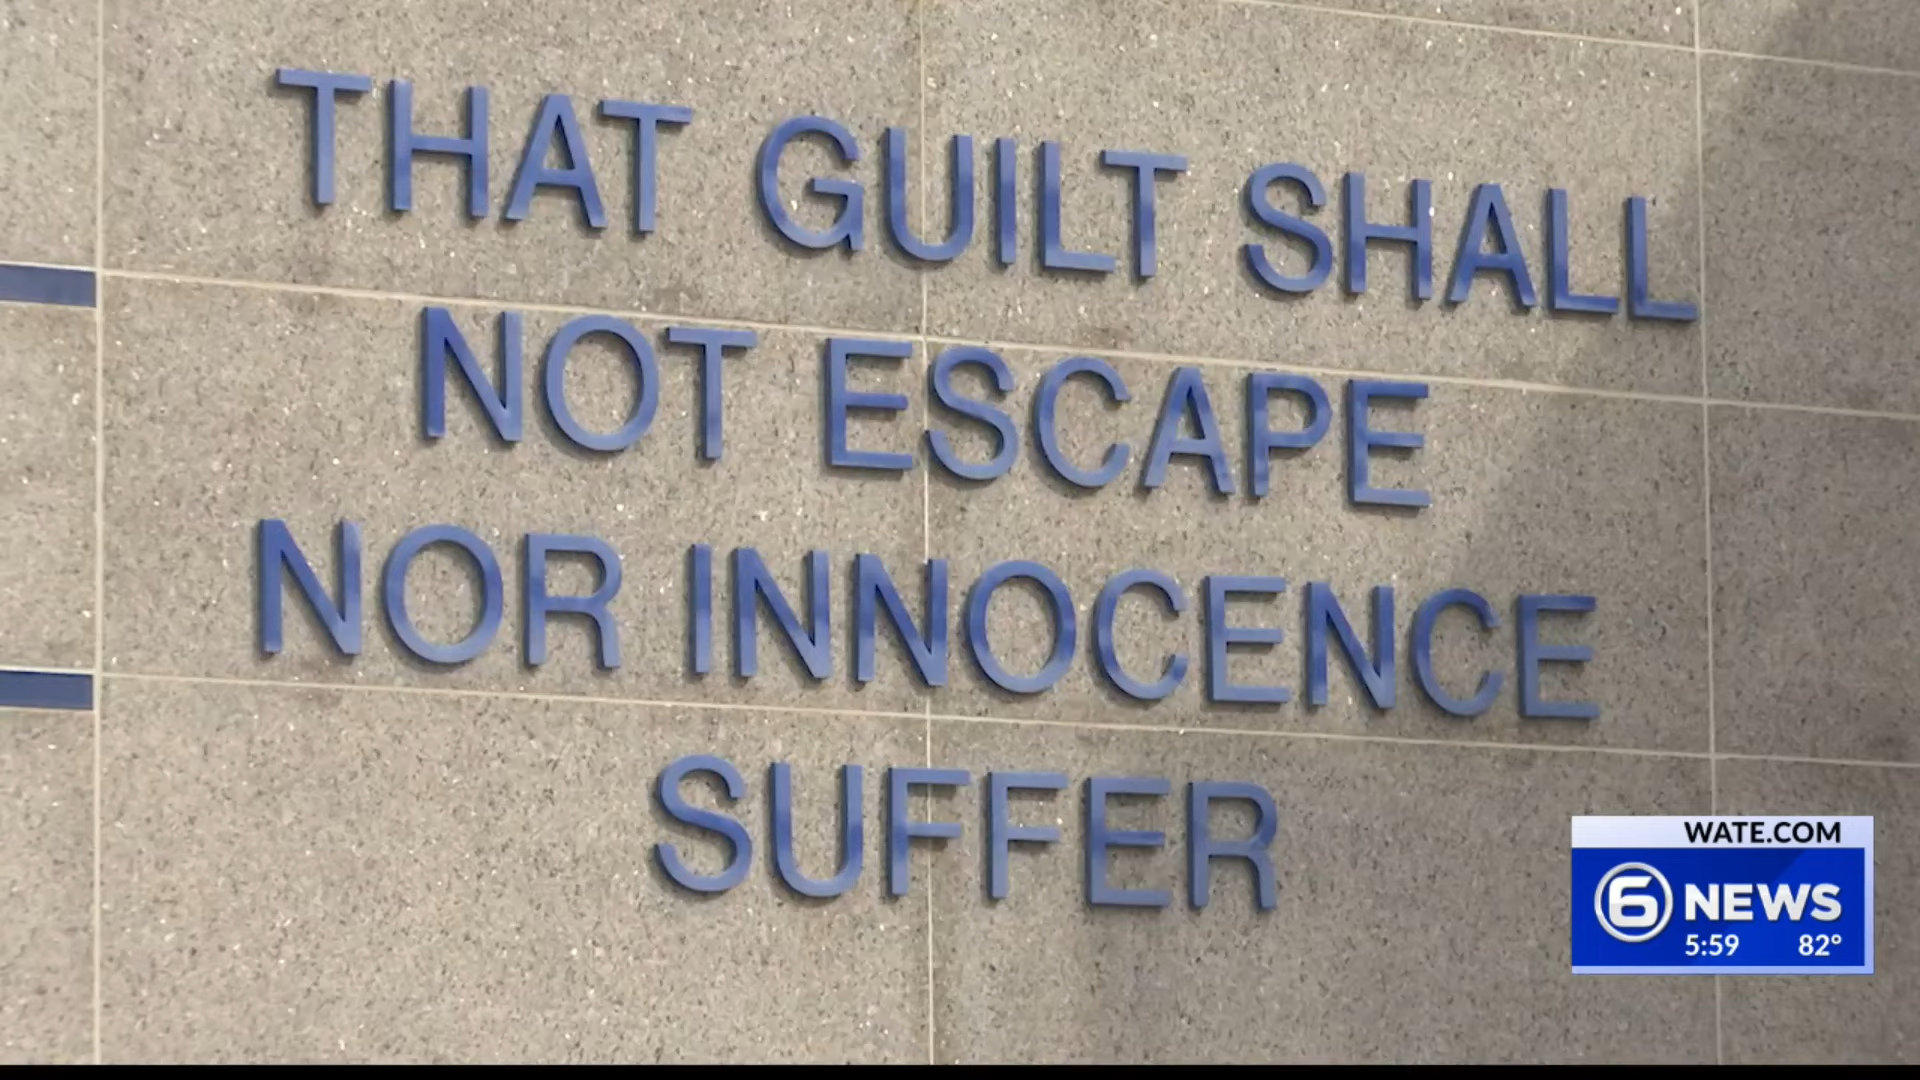 THAT GUILT SHALL
NOT ESCAPE
NOR INNOCENCE
SUFFER
WATE.COM
6 NEWS
5:59 82°